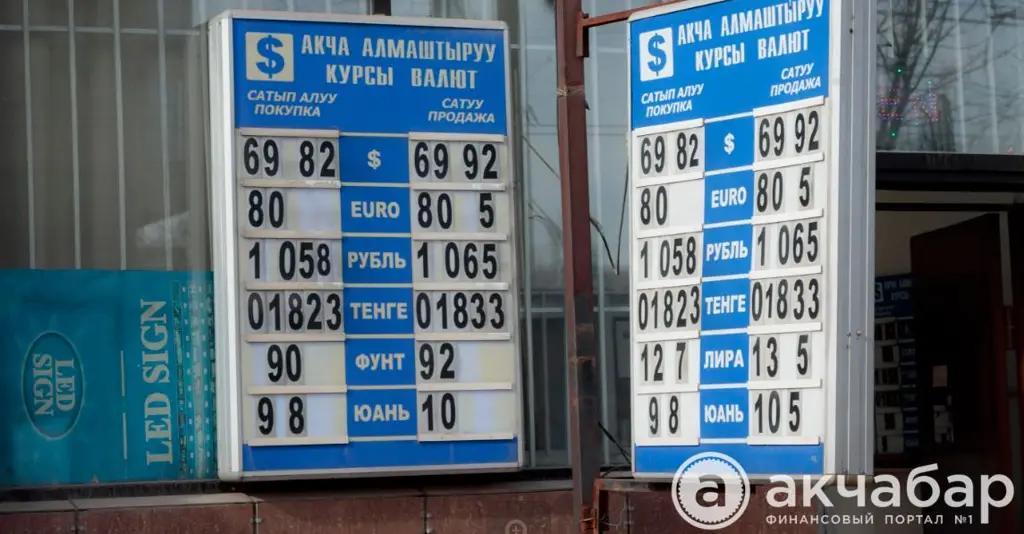 $ АКЧА АЛМАШТЫРУУ
КУРСЫ ВАЛЮТ
САТЫП АЛУУ САТУУ
ПОКУПКА ПРОДАЖА
69 82 $ 69 92
80 EURO 80 5
1 058 РУБЛЬ 1 065
01823 ТЕНГЕ 01833
90 ФУНТ 92
9 8 ЮАНЬ 10
$ АКЧА АЛМАШТЫРУУ
КУРСЫ ВАЛЮТ
САТЫП АЛУУ САТУУ
ПОКУПКА ПРОДАЖА
69 82 $ 69 92
80 EURO 80 5
1 058 РУБЛЬ 1 065
01823 ТЕНГЕ 01833
12 7 ЛИРА 13 5
9 8 ЮАНЬ 10 5
LED
SIGN
LED SIGN
а акчабар
ФИНАНСОВЫЙ ПОРТАЛ №1